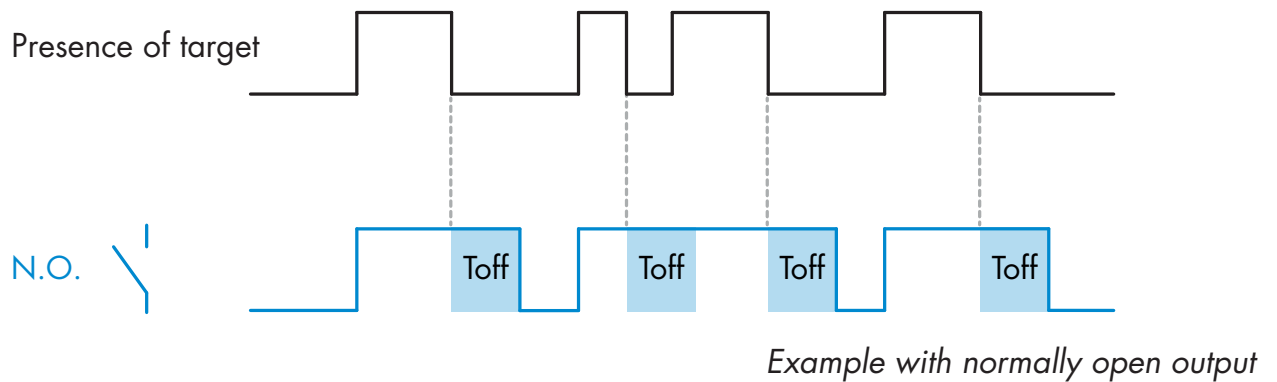 Presence of target
N.O.
Toff Toff Toff Toff
Example with normally open output